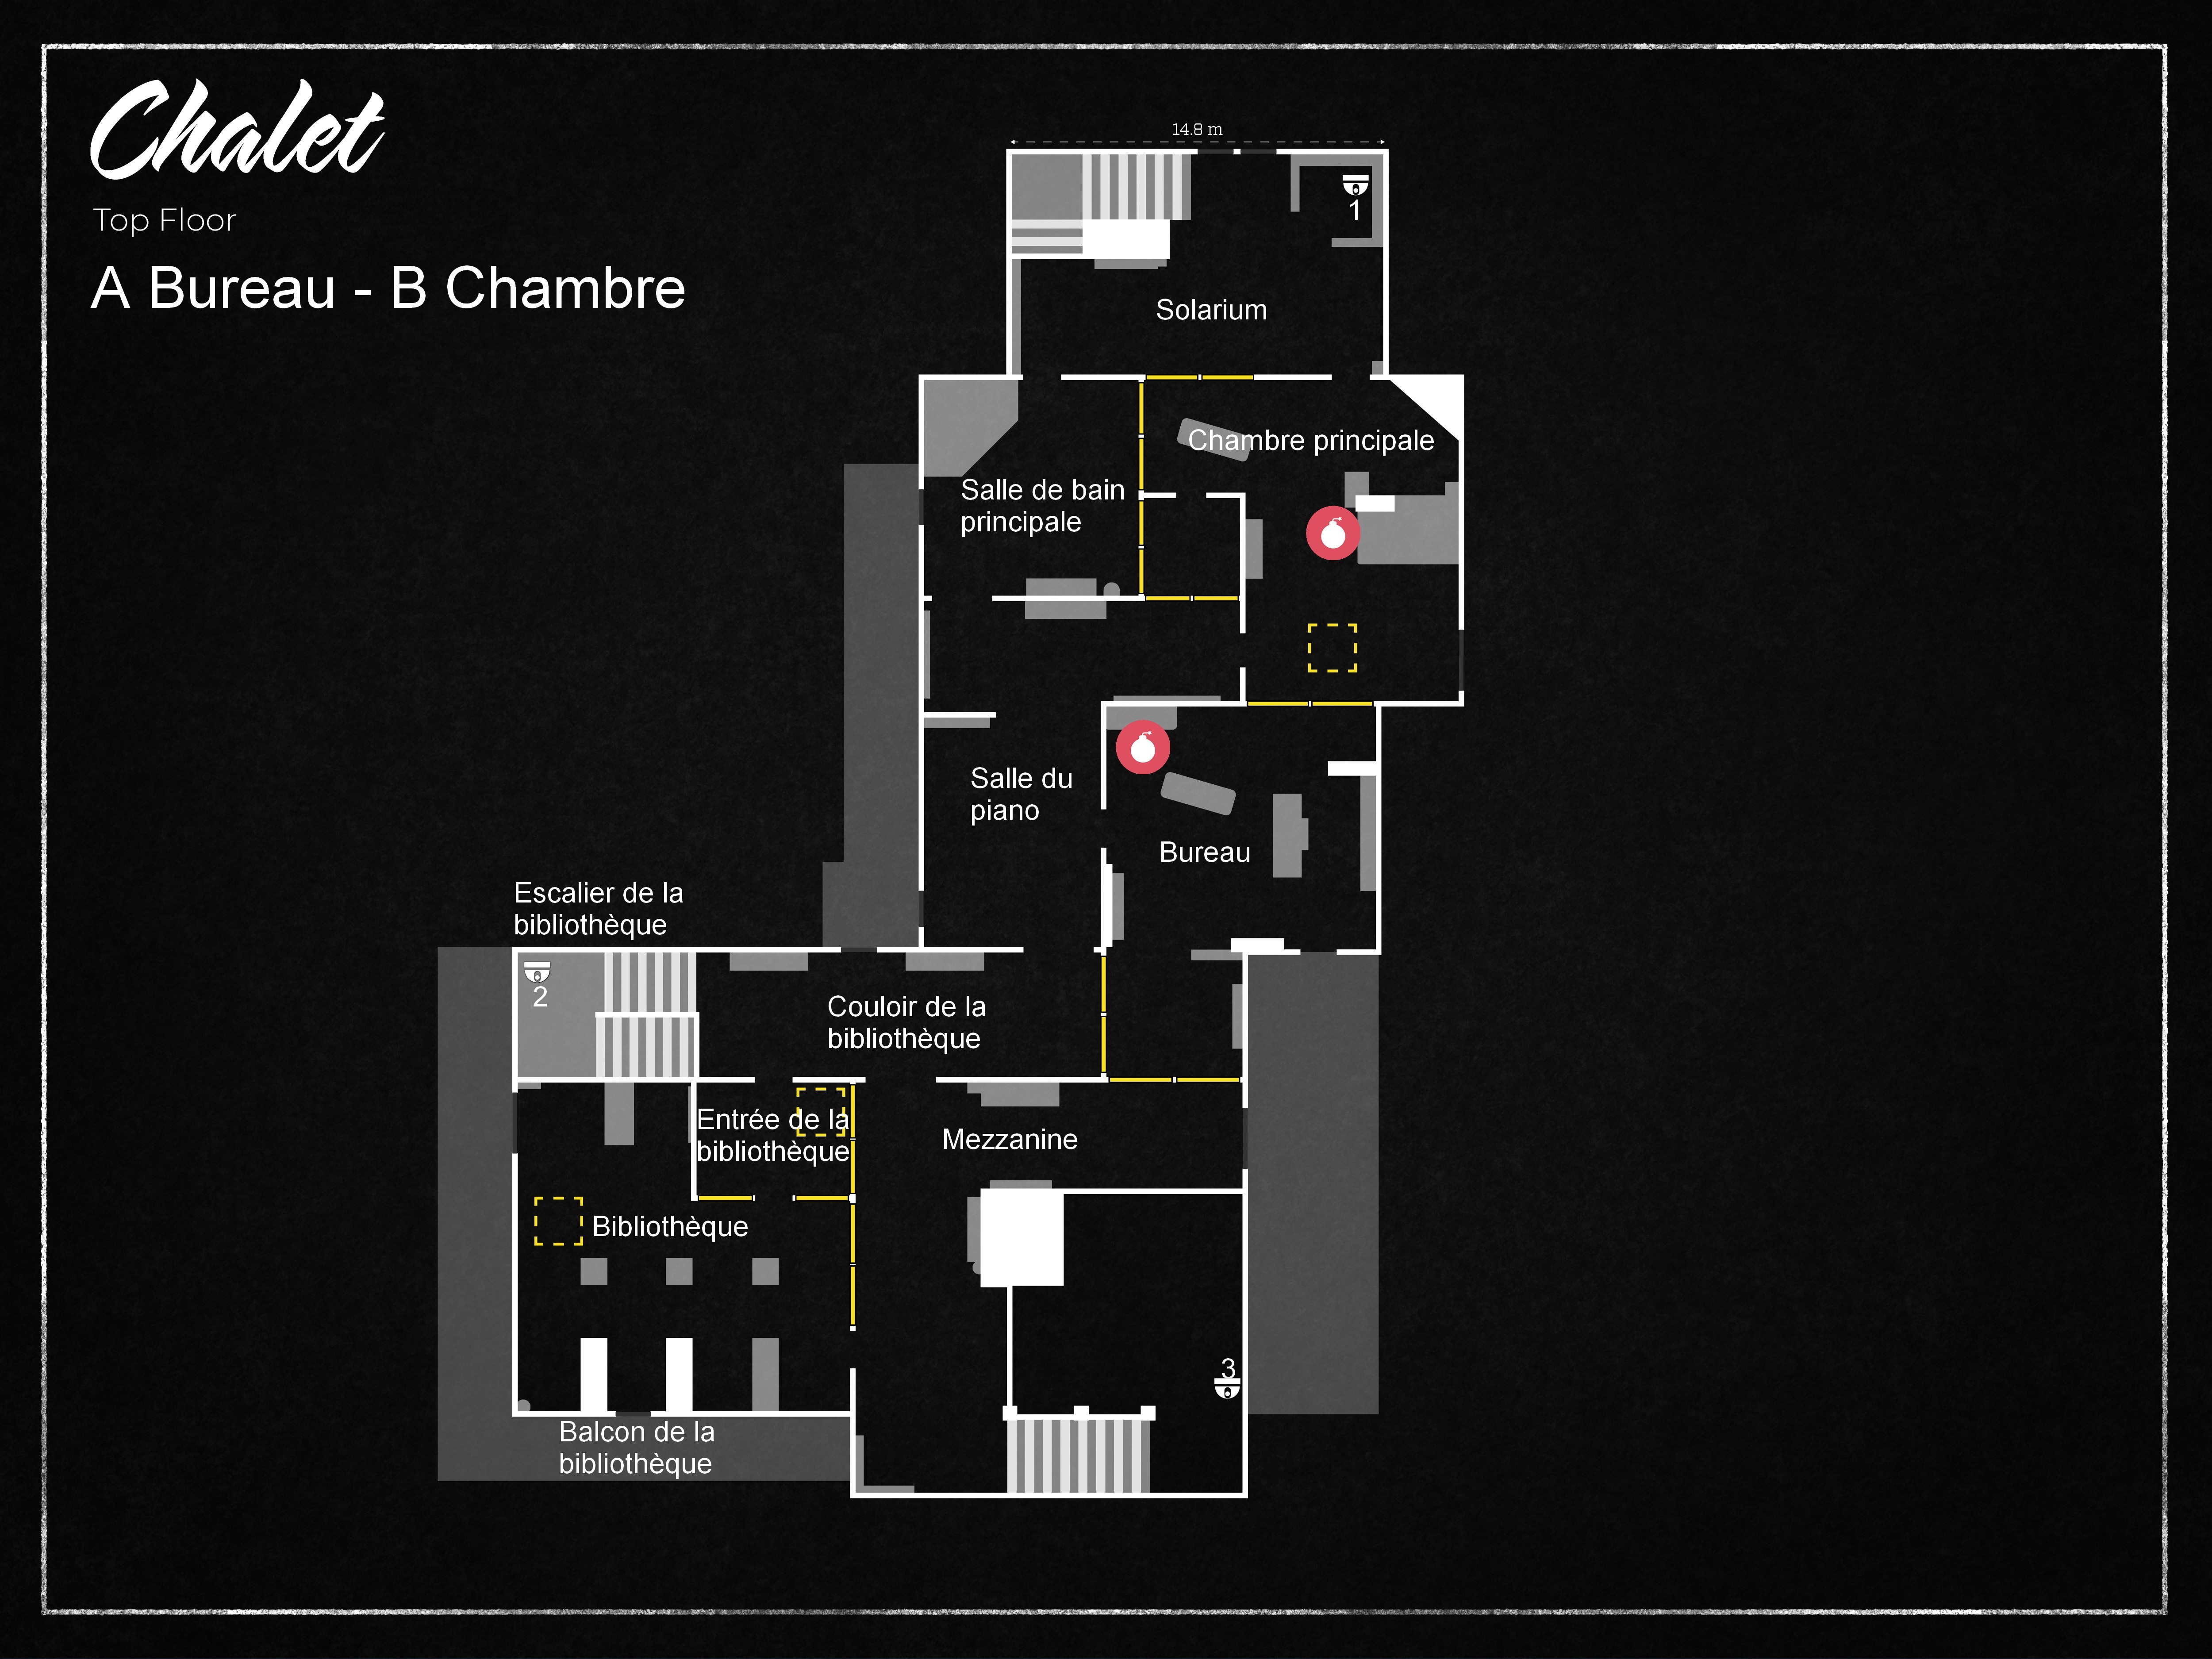 Chalet
Top Floor
A Bureau - B Chambre
14.8 m
1
Solarium
Chambre principale
Salle de bain
principale
Salle du
piano
Bureau
Escalier de la
bibliothèque
2
Couloir de la
bibliothèque
Entrée de la
bibliothèque
Mezzanine
Bibliothèque
3
Balcon de la
bibliothèque